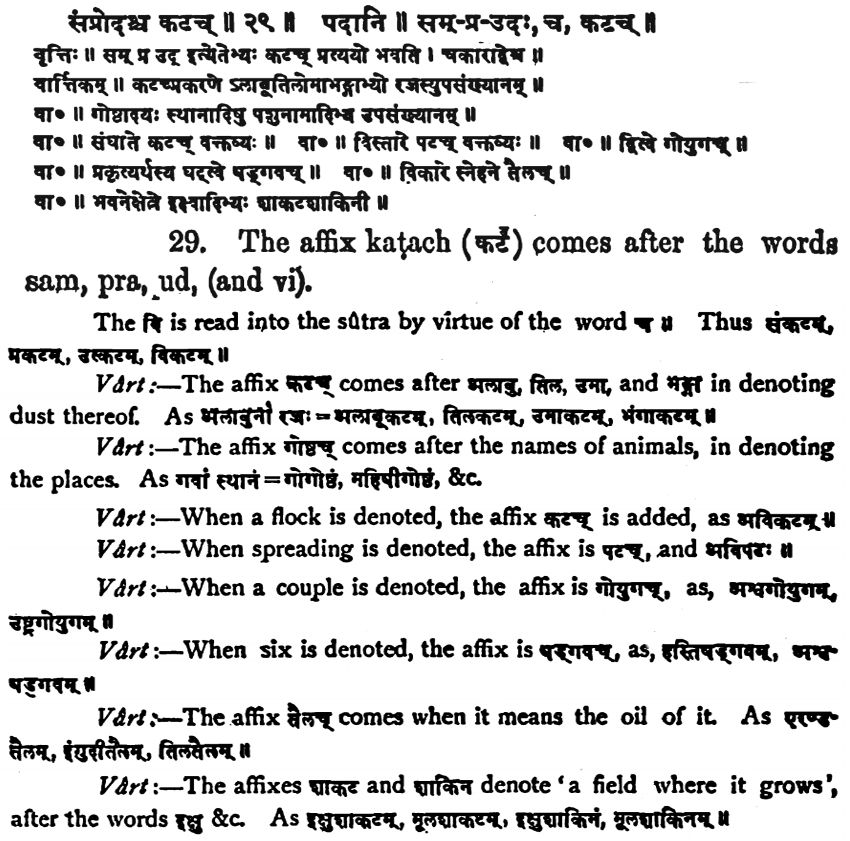 संप्रोदश्च कटच् ॥ २९ ॥ पदानि ॥ सम्-प्र-उदः, च, कटच् ॥
वृत्तिः ॥ सम् प्र उद् इत्येतेभ्यः कटच् प्रत्ययो भवति । चकाराद्वेश्च ॥
वार्त्तिकम् ॥ कटच्प्रकरणे ऽलाबूतिलोमाभङ्गाभ्यो रजस्युपसंख्यानम् ॥
वा० ॥ गोष्ठादयः स्थानादिषु पशुनामादिभ्य उपसंख्यानम् ॥
वा० ॥ संघाते कटच् वक्तव्यः ॥ वा० ॥ विस्तारे पटच् वक्तव्यः ॥ वा० ॥ द्वित्वे गोयुगच् ॥
वा० ॥ प्रकृत्यर्थस्य षट्त्वे षड्गवच् ॥ वा० ॥ विकारे स्नेहने तैलच् ॥
वा० ॥ भवनेक्षेत्रे इक्ष्वादिभ्यः शाकटशाकिनी ॥
29. The affix kaṭach (कटँ) comes after the words
sam, pra, ud, (and vi).
The वि is read into the sûtra by virtue of the word च ॥ Thus संकटम्,
प्रकटम्, उत्कटम्, विकटम् ॥
Vârt:—The affix कटच् comes after अलाबु, तिल, उमा, and भङ्गा in denoting
dust thereof. As अलाबुनां रजः = अलाबूकटम्, तिलकटम्, उमाकटम्, भंगाकटम् ॥
Vârt:—The affix गोष्ठच् comes after the names of animals, in denoting
the places. As गवां स्थानं = गोगोष्ठं, महिषीगोष्ठं, &c.
Vârt:—When a flock is denoted, the affix कटच् is added, as अविकटम् ॥
Vârt:—When spreading is denoted, the affix is पटच्, and अविपटः ॥
Vârt:—When a couple is denoted, the affix is गोयुगच्, as, अश्वगोयुगम्,
उष्ट्रगोयुगम् ॥
Vârt:—When six is denoted, the affix is षड्गवच्, as, हस्तिषड्गवम्, अश्व-
षड्गवम् ॥
Vârt:—The affix तैलच् comes when it means the oil of it. As एरण्ड-
तैलम्, इंगुदीतैलम्, तिलतैलम् ॥
Vârt:—The affixes शाकट and शाकिन denote 'a field where it grows',
after the words इक्षु &c. As इक्षुशाकटम्, मूलशाकटम्, इक्षुशाकिनं, मूलशाकिनम् ॥